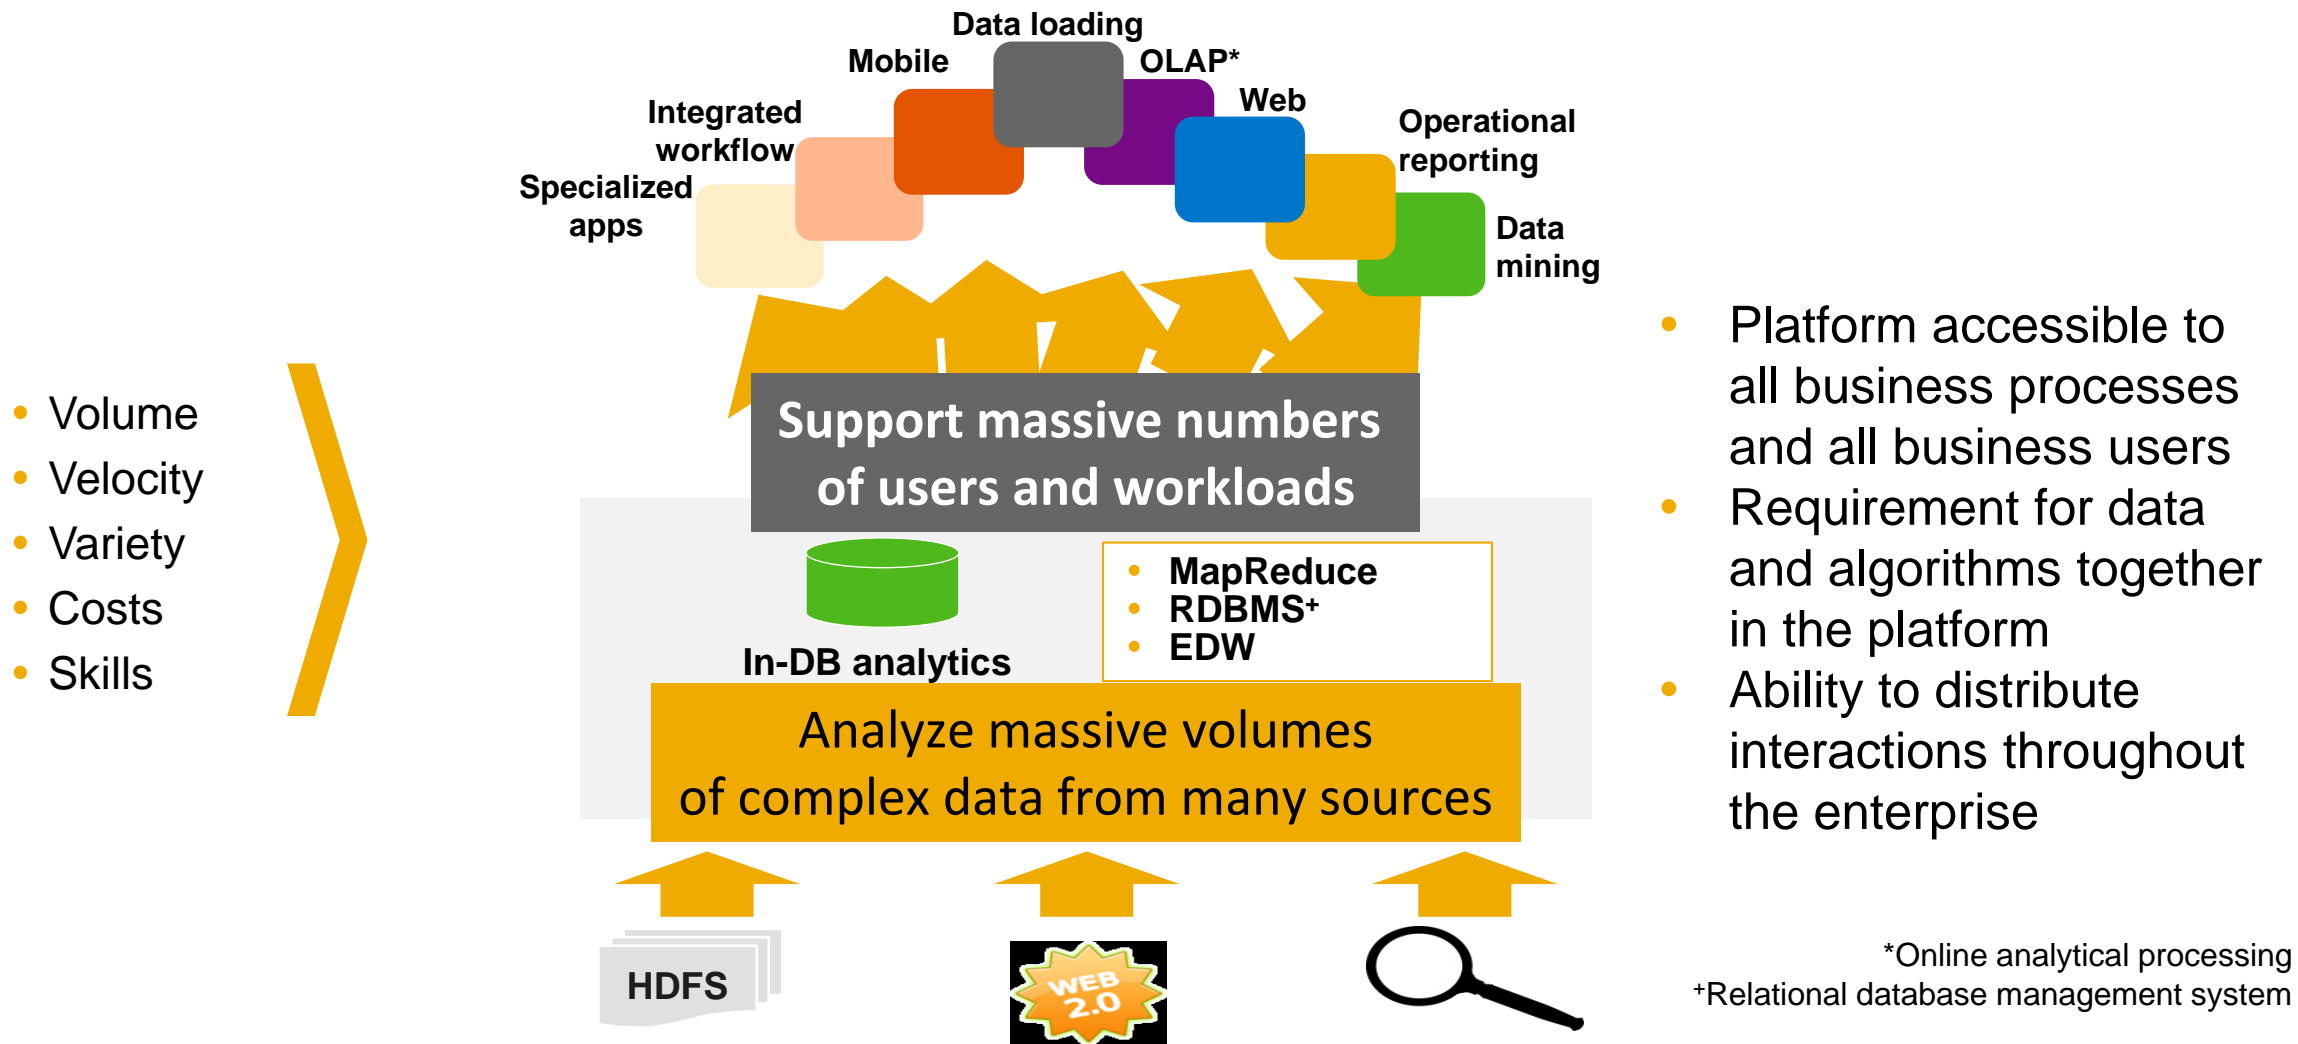 Data loading
Mobile
OLAP*
Integrated
workflow
Web
Operational
reporting
Specialized
apps
Data
mining
• Volume
• Velocity
• Variety
• Costs
• Skills
Support massive numbers
of users and workloads
In-DB analytics
• MapReduce
• RDBMS+
• EDW
Analyze massive volumes
of complex data from many sources
HDFS
WEB
2.0
• Platform accessible to
all business processes
and all business users
• Requirement for data
and algorithms together
in the platform
• Ability to distribute
interactions throughout
the enterprise
*Online analytical processing
+Relational database management system